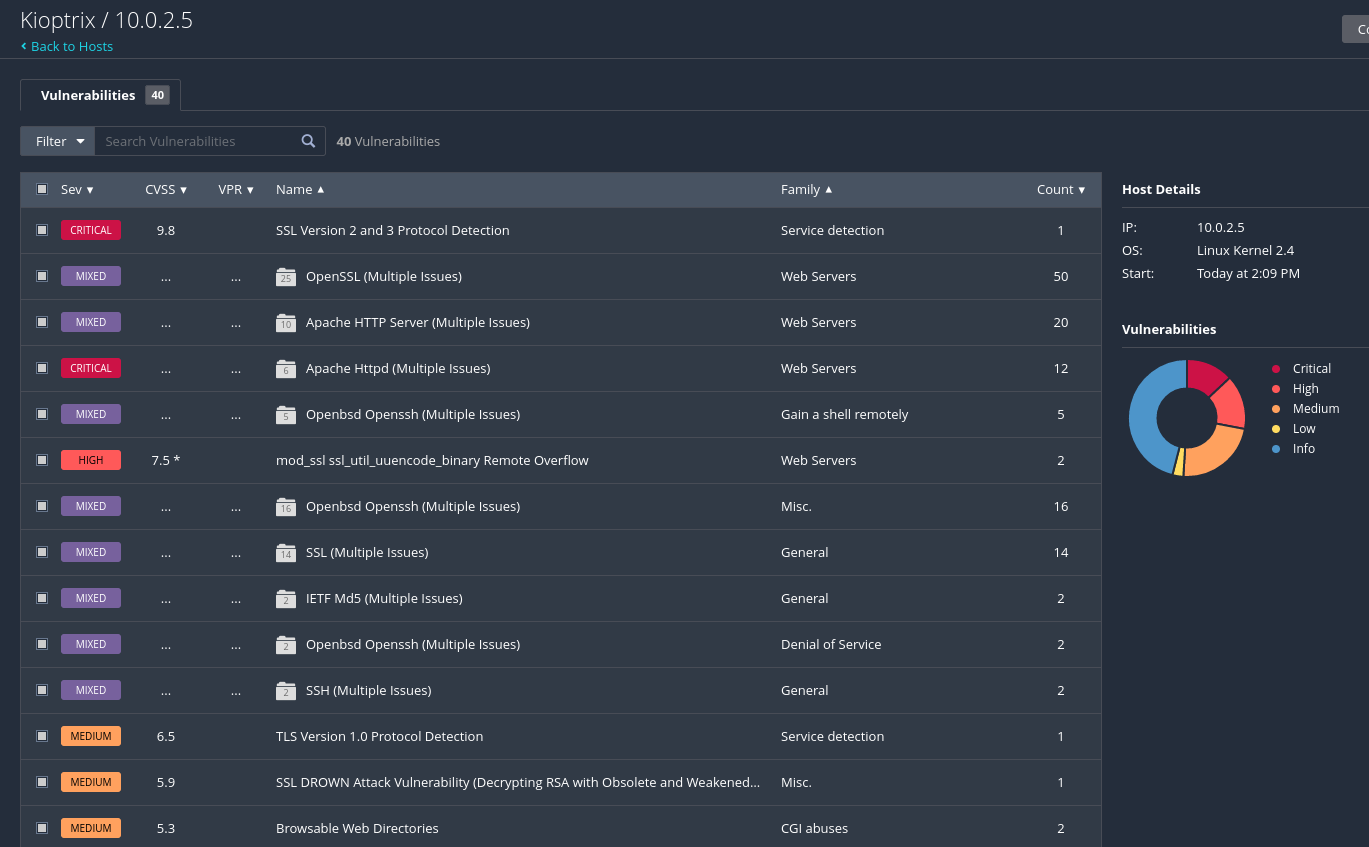 Kioptrix / 10.0.2.5
Back to Hosts
Vulnerabilities 40
Filter Search Vulnerabilities 40 Vulnerabilities
Sev CVSS VPR Name Family Count
CRITICAL 9.8 SSL Version 2 and 3 Protocol Detection Service detection 1
MIXED ... ... 25 OpenSSL (Multiple Issues) Web Servers 50
MIXED ... ... 10 Apache HTTP Server (Multiple Issues) Web Servers 20
CRITICAL ... ... 6 Apache Httpd (Multiple Issues) Web Servers 12
MIXED ... ... 5 Openbsd Openssh (Multiple Issues) Gain a shell remotely 5
HIGH 7.5 * mod_ssl ssl_util_uuencode_binary Remote Overflow Web Servers 2
MIXED ... ... 16 Openbsd Openssh (Multiple Issues) Misc. 16
MIXED ... ... 14 SSL (Multiple Issues) General 14
MIXED ... ... 2 IETF Md5 (Multiple Issues) General 2
MIXED ... ... 2 Openbsd Openssh (Multiple Issues) Denial of Service 2
MIXED ... ... 2 SSH (Multiple Issues) General 2
MEDIUM 6.5 TLS Version 1.0 Protocol Detection Service detection 1
MEDIUM 5.9 SSL DROWN Attack Vulnerability (Decrypting RSA with Obsolete and Weakened... Misc. 1
MEDIUM 5.3 Browsable Web Directories CGI abuses 2
Host Details
IP: 10.0.2.5
OS: Linux Kernel 2.4
Start: Today at 2:09 PM
Vulnerabilities
Critical
High
Medium
Low
Info